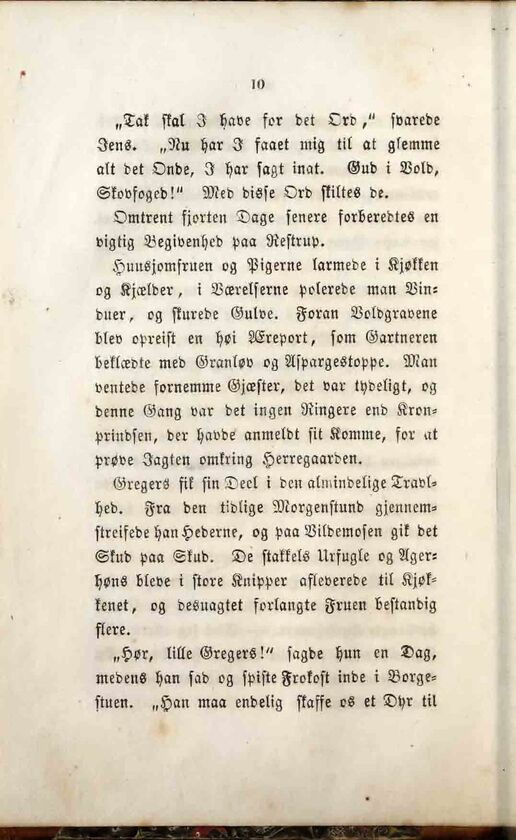 10
„Tak skal I have for det Ord,“ svarede
Jens. „Nu har I faaet mig til at glemme
alt det Onde, I har sagt inat. Gud i Vold,
Skovfoged!“ Med disse Ord skiltes de.
Omtrent fjorten Dage senere forberedtes en
vigtig Begivenhed paa Restrup.
Huusjomfruen og Pigerne larmede i Kjøkken
og Kjælder, i Værelserne polerede man Vin-
duer, og skurede Gulve. Foran Voldgravene
blev opreist en høi Æreport, som Gartneren
beklædte med Granløv og Aspargestoppe. Man
ventede fornemme Gjæster, det var tydeligt, og
denne Gang var det ingen Ringere end Kron-
prindsen, der havde anmeldt sit Komme, for at
prøve Jagten omkring Herregaarden.
Gregers fik sin Deel i den almindelige Travl-
hed. Fra den tidlige Morgenstund gjennem-
streifede han Hederne, og paa Vildemosen gik det
Skud paa Skud. De stakkels Urfugle og Ager-
høns bleve i store Knipper afleverede til Kjøk-
kenet, og desuagtet forlangte Fruen bestandig
flere.
„Hør, lille Gregers!“ sagde hun en Dag,
medens han sad og spiste Frokost inde i Borge-
stuen. „Han maa endelig skaffe os et Dyr til